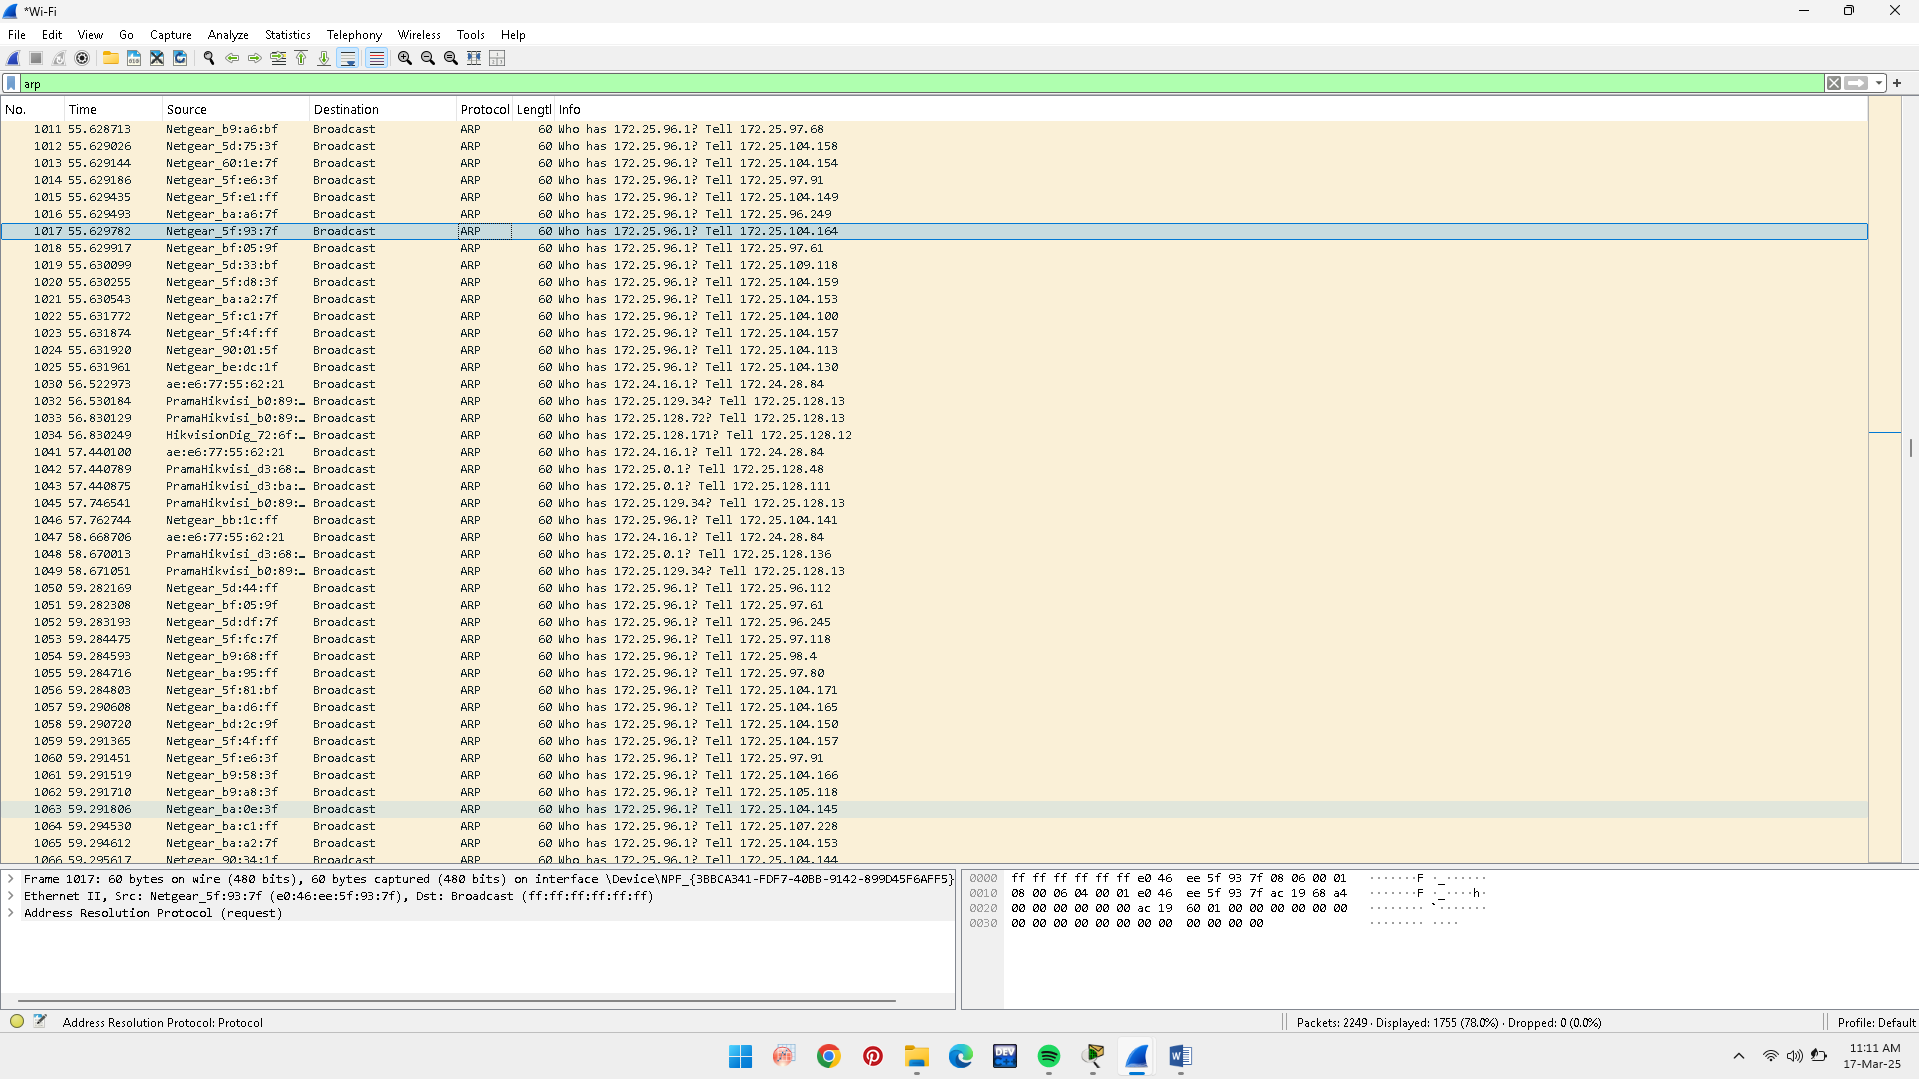 *Wi-Fi
File Edit View Go Capture Analyze Statistics Telephony Wireless Tools Help
arp
No. Time Source Destination Protocol Lengtl Info
1011 55.628713 Netgear_b9:a6:bf Broadcast ARP 60 Who has 172.25.96.1? Tell 172.25.97.68
1012 55.629026 Netgear_5d:75:3f Broadcast ARP 60 Who has 172.25.96.1? Tell 172.25.104.158
1013 55.629144 Netgear_60:1e:7f Broadcast ARP 60 Who has 172.25.96.1? Tell 172.25.104.154
1014 55.629186 Netgear_5f:e6:3f Broadcast ARP 60 Who has 172.25.96.1? Tell 172.25.97.91
1015 55.629435 Netgear_5f:e1:ff Broadcast ARP 60 Who has 172.25.96.1? Tell 172.25.104.149
1016 55.629493 Netgear_ba:a6:7f Broadcast ARP 60 Who has 172.25.96.1? Tell 172.25.96.249
1017 55.629782 Netgear_5f:93:7f Broadcast ARP 60 Who has 172.25.96.1? Tell 172.25.104.164
1018 55.629917 Netgear_bf:05:9f Broadcast ARP 60 Who has 172.25.96.1? Tell 172.25.97.61
1019 55.630099 Netgear_5d:33:bf Broadcast ARP 60 Who has 172.25.96.1? Tell 172.25.109.118
1020 55.630255 Netgear_5f:d8:3f Broadcast ARP 60 Who has 172.25.96.1? Tell 172.25.104.159
1021 55.630543 Netgear_ba:a2:7f Broadcast ARP 60 Who has 172.25.96.1? Tell 172.25.104.153
1022 55.631772 Netgear_5f:c1:7f Broadcast ARP 60 Who has 172.25.96.1? Tell 172.25.104.100
1023 55.631874 Netgear_5f:4f:ff Broadcast ARP 60 Who has 172.25.96.1? Tell 172.25.104.157
1024 55.631920 Netgear_90:01:5f Broadcast ARP 60 Who has 172.25.96.1? Tell 172.25.104.113
1025 55.631961 Netgear_be:dc:1f Broadcast ARP 60 Who has 172.25.96.1? Tell 172.25.104.130
1030 56.522973 ae:e6:77:55:62:21 Broadcast ARP 60 Who has 172.24.16.1? Tell 172.24.28.84
1032 56.530184 PramaHikvisi_b0:89:… Broadcast ARP 60 Who has 172.25.129.34? Tell 172.25.128.13
1033 56.830129 PramaHikvisi_b0:89:… Broadcast ARP 60 Who has 172.25.128.72? Tell 172.25.128.13
1034 56.830249 HikvisionDig_72:6f:… Broadcast ARP 60 Who has 172.25.128.171? Tell 172.25.128.12
1041 57.440100 ae:e6:77:55:62:21 Broadcast ARP 60 Who has 172.24.16.1? Tell 172.24.28.84
1042 57.440789 PramaHikvisi_d3:68:… Broadcast ARP 60 Who has 172.25.0.1? Tell 172.25.128.48
1043 57.440875 PramaHikvisi_d3:ba:… Broadcast ARP 60 Who has 172.25.0.1? Tell 172.25.128.111
1045 57.746541 PramaHikvisi_b0:89:… Broadcast ARP 60 Who has 172.25.129.34? Tell 172.25.128.13
1046 57.762744 Netgear_bb:1c:ff Broadcast ARP 60 Who has 172.25.96.1? Tell 172.25.104.141
1047 58.668706 ae:e6:77:55:62:21 Broadcast ARP 60 Who has 172.24.16.1? Tell 172.24.28.84
1048 58.670013 PramaHikvisi_d3:68:… Broadcast ARP 60 Who has 172.25.0.1? Tell 172.25.128.136
1049 58.671051 PramaHikvisi_b0:89:… Broadcast ARP 60 Who has 172.25.129.34? Tell 172.25.128.13
1050 59.282169 Netgear_5d:44:ff Broadcast ARP 60 Who has 172.25.96.1? Tell 172.25.96.112
1051 59.282308 Netgear_bf:05:9f Broadcast ARP 60 Who has 172.25.96.1? Tell 172.25.97.61
1052 59.283193 Netgear_5d:df:7f Broadcast ARP 60 Who has 172.25.96.1? Tell 172.25.96.245
1053 59.284475 Netgear_5f:fc:7f Broadcast ARP 60 Who has 172.25.96.1? Tell 172.25.97.118
1054 59.284593 Netgear_b9:68:ff Broadcast ARP 60 Who has 172.25.96.1? Tell 172.25.98.4
1055 59.284716 Netgear_ba:95:ff Broadcast ARP 60 Who has 172.25.96.1? Tell 172.25.97.80
1056 59.284803 Netgear_5f:81:bf Broadcast ARP 60 Who has 172.25.96.1? Tell 172.25.104.171
1057 59.290608 Netgear_ba:d6:ff Broadcast ARP 60 Who has 172.25.96.1? Tell 172.25.104.165
1058 59.290720 Netgear_bd:2c:9f Broadcast ARP 60 Who has 172.25.96.1? Tell 172.25.104.150
1059 59.291365 Netgear_5f:4f:ff Broadcast ARP 60 Who has 172.25.96.1? Tell 172.25.104.157
1060 59.291451 Netgear_5f:e6:3f Broadcast ARP 60 Who has 172.25.96.1? Tell 172.25.97.91
1061 59.291519 Netgear_b9:58:3f Broadcast ARP 60 Who has 172.25.96.1? Tell 172.25.104.166
1062 59.291710 Netgear_b9:a8:3f Broadcast ARP 60 Who has 172.25.96.1? Tell 172.25.105.118
1063 59.291806 Netgear_ba:0e:3f Broadcast ARP 60 Who has 172.25.96.1? Tell 172.25.104.145
1064 59.294530 Netgear_ba:c1:ff Broadcast ARP 60 Who has 172.25.96.1? Tell 172.25.107.228
1065 59.294612 Netgear_ba:a2:7f Broadcast ARP 60 Who has 172.25.96.1? Tell 172.25.104.153
1066 59.295617 Netgear_90:34:1f Broadcast ARP 60 Who has 172.25.96.1? Tell 172.25.104.144
Frame 1017: 60 bytes on wire (480 bits), 60 bytes captured (480 bits) on interface \Device\NPF_{3BBCA341-FDF7-40BB-9142-899D45F6AFF5}
Ethernet II, Src: Netgear_5f:93:7f (e0:46:ee:5f:93:7f), Dst: Broadcast (ff:ff:ff:ff:ff:ff)
Address Resolution Protocol (request)
0000 ff ff ff ff ff ff e0 46 ee 5f 93 7f 08 06 00 01 ·······F ·_······
0010 08 00 06 04 00 01 e0 46 ee 5f 93 7f ac 19 68 a4 ·······F ·_····h·
0020 00 00 00 00 00 00 ac 19 60 01 00 00 00 00 00 00 ········ `·······
0030 00 00 00 00 00 00 00 00 00 00 00 00 ········ ····
Address Resolution Protocol: Protocol
Packets: 2249 · Displayed: 1755 (78.0%) · Dropped: 0 (0.0%)
Profile: Default
DEV
11:11 AM
17-Mar-25